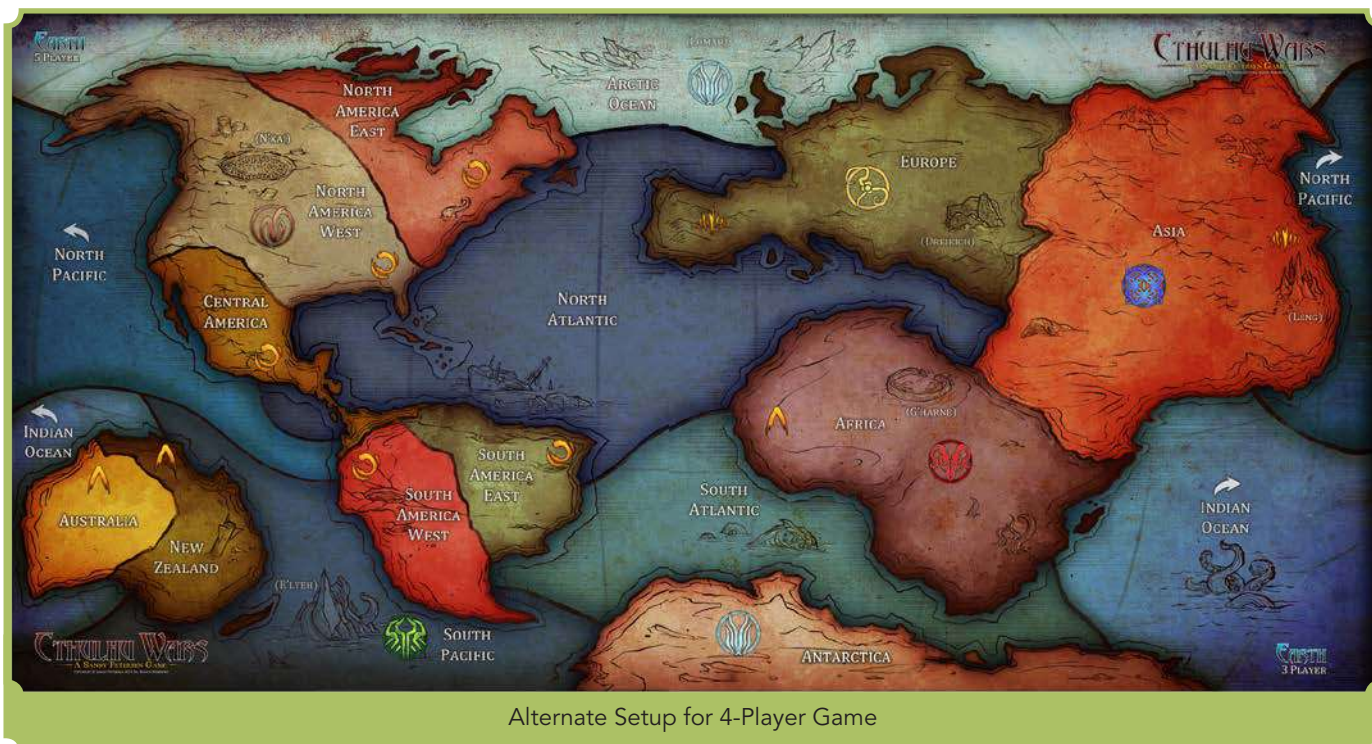 EARTH
5 PLAYER
(LOMAR)
CTHULHU WARS
A SANDY PETERSEN GAME
NORTH
AMERICA
EAST
ARCTIC
OCEAN
(N'KAI)
EUROPE
NORTH
PACIFIC
NORTH
AMERICA
WEST
ASIA
NORTH
PACIFIC
(DREIEICH)
CENTRAL
AMERICA
NORTH
ATLANTIC
(LENG)
INDIAN
OCEAN
(G'HARNE)
AFRICA
SOUTH
AMERICA
EAST
SOUTH
ATLANTIC
AUSTRALIA
SOUTH
AMERICA
WEST
INDIAN
OCEAN
NEW
ZEALAND
(R'LYEH)
CTHULHU WARS
A SANDY PETERSEN GAME
SOUTH
PACIFIC
ANTARCTICA
EARTH
3 PLAYER
Alternate Setup for 4-Player Game